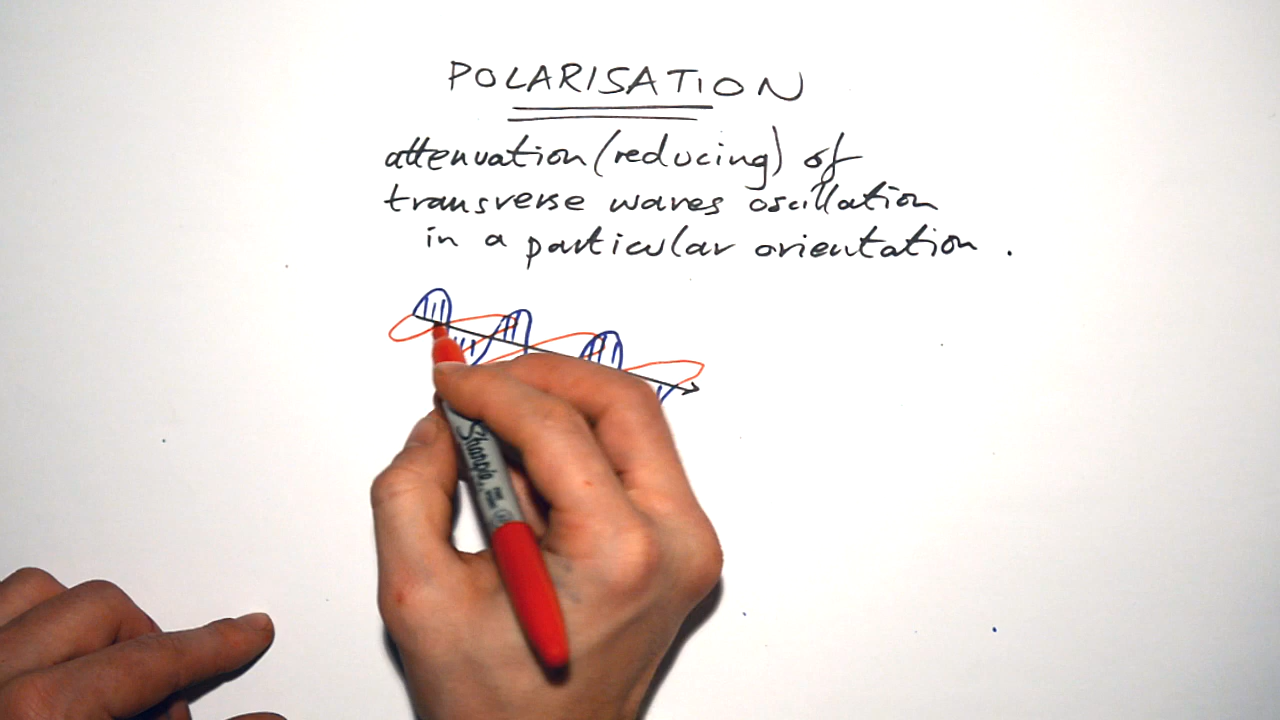 POLARISATION
attenuation (reducing) of
transverse waves oscillation
in a particular orientation .
Sharpie